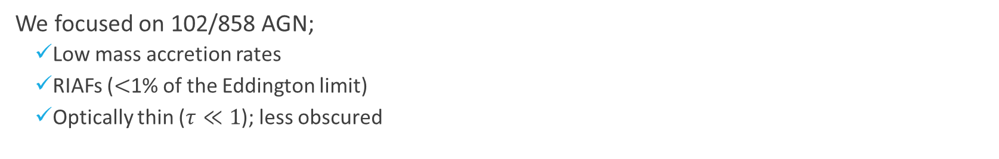 We focused on 102/858 AGN;
✓Low mass accretion rates
✓RIAFs (<1% of the Eddington limit)
✓Optically thin (τ ≪ 1); less obscured